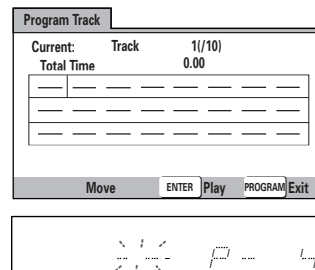 Program Track
Current: Track 1(/10)
Total Time 0.00
Move ENTER Play PROGRAM Exit